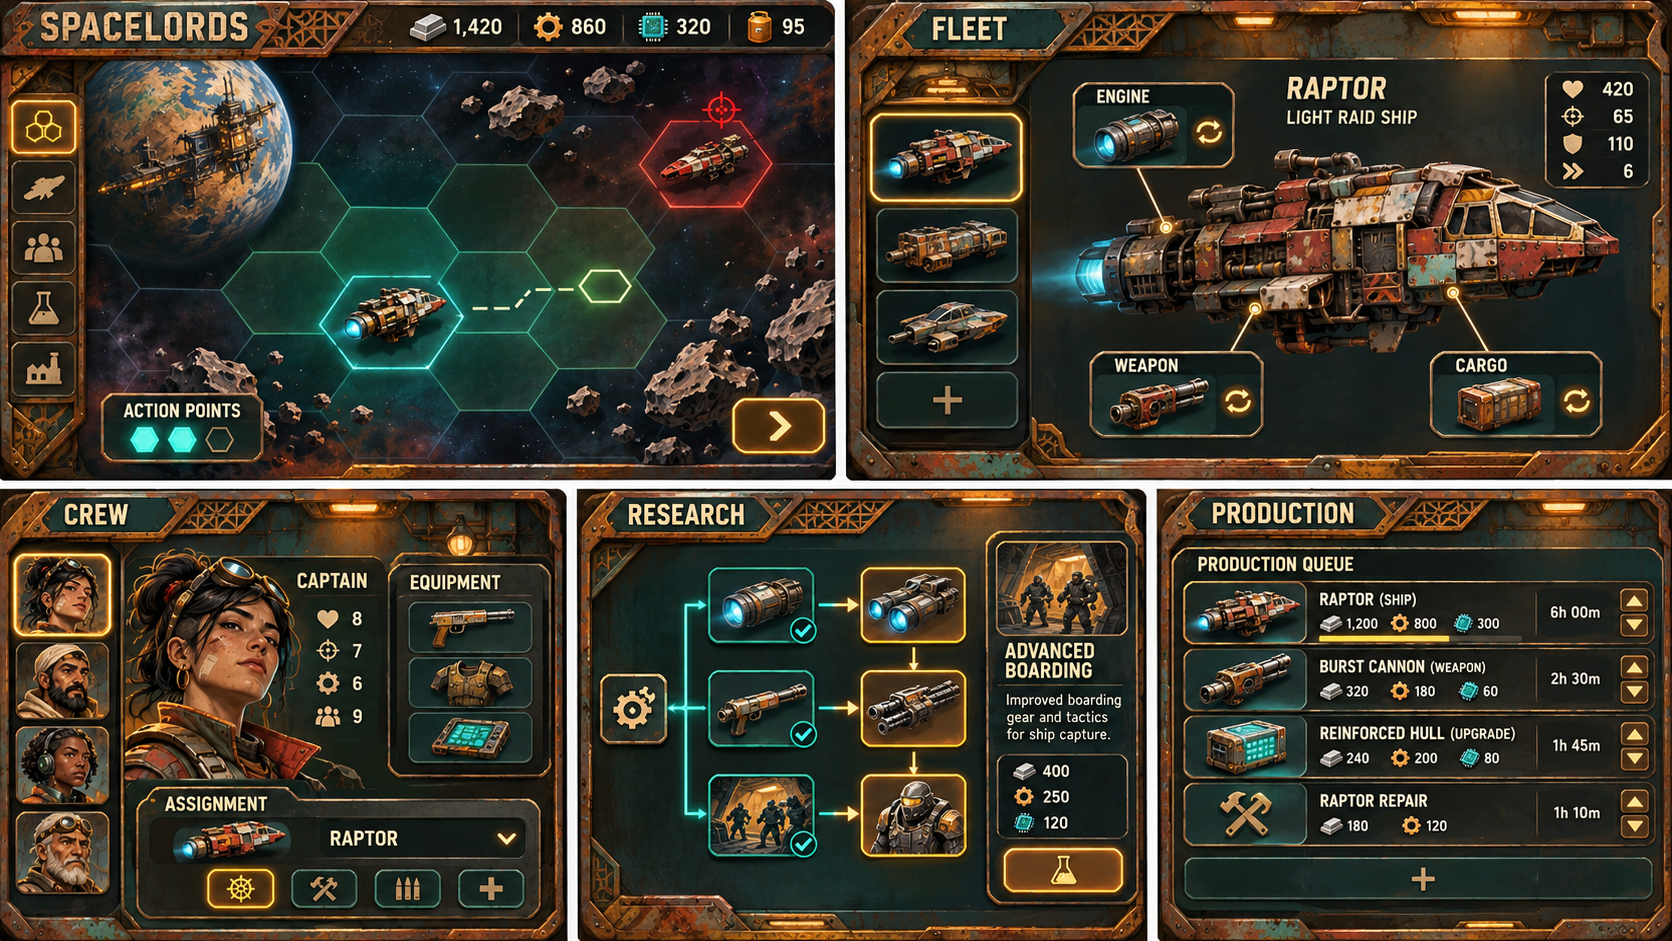 SPACELORDS
1,420 860 320 95
ACTION POINTS
FLEET
ENGINE
RAPTOR
LIGHT RAID SHIP
420
65
110
6
WEAPON
CARGO
CREW
CAPTAIN
8
7
6
9
EQUIPMENT
ASSIGNMENT
RAPTOR
RESEARCH
ADVANCED
BOARDING
Improved boarding
gear and tactics
for ship capture.
400
250
120
PRODUCTION
PRODUCTION QUEUE
RAPTOR (SHIP)
1,200 800 300
6h 00m
BURST CANNON (WEAPON)
320 180 60
2h 30m
REINFORCED HULL (UPGRADE)
240 200 80
1h 45m
RAPTOR REPAIR
180 120
1h 10m